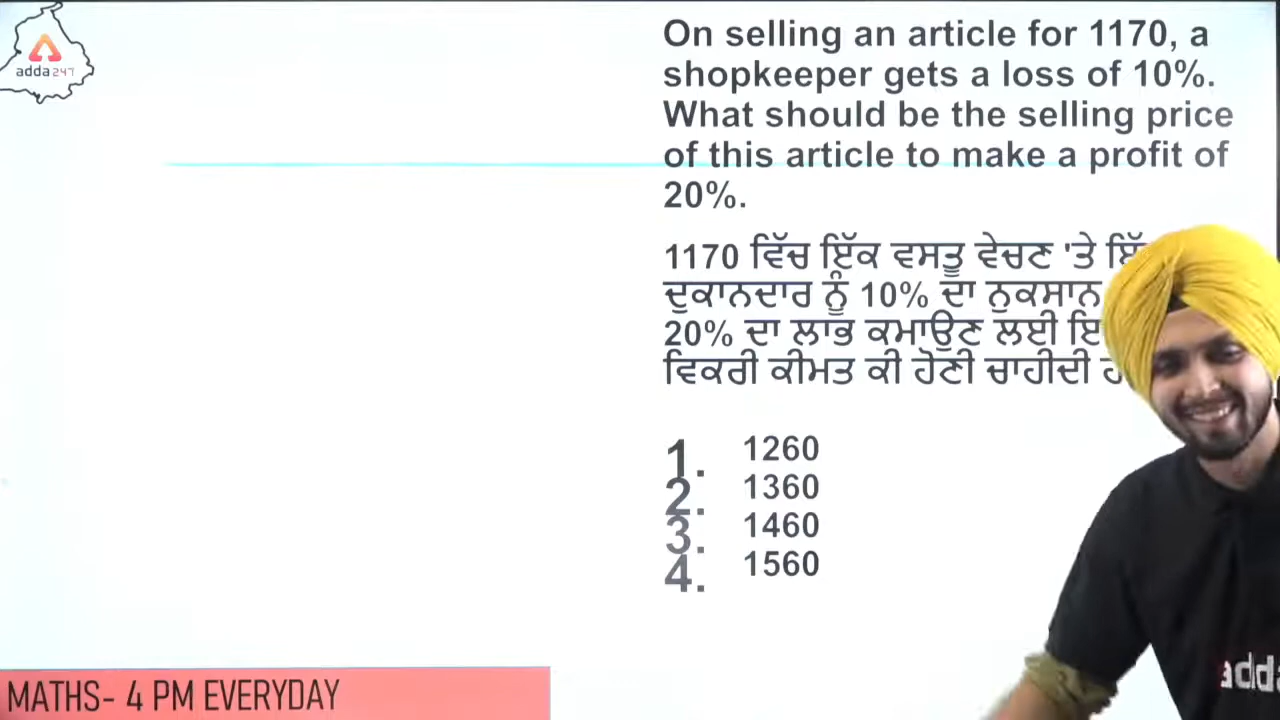 adda247
On selling an article for 1170, a
shopkeeper gets a loss of 10%.
What should be the selling price
of this article to make a profit of
20%.
1170 ਵਿੱਚ ਇੱਕ ਵਸਤੂ ਵੇਚਣ 'ਤੇ
ਦੁਕਾਨਦਾਰ ਨੂੰ 10% ਦਾ ਨੁਕਸਾਨ
20% ਦਾ ਲਾਭ ਕਮਾਉਣ ਲਈ
ਵਿਕਰੀ ਕੀਮਤ ਕੀ ਹੋਣੀ ਚਾਹੀਦੀ
1. 1260
2. 1360
3. 1460
4. 1560
MATHS- 4 PM EVERYDAY